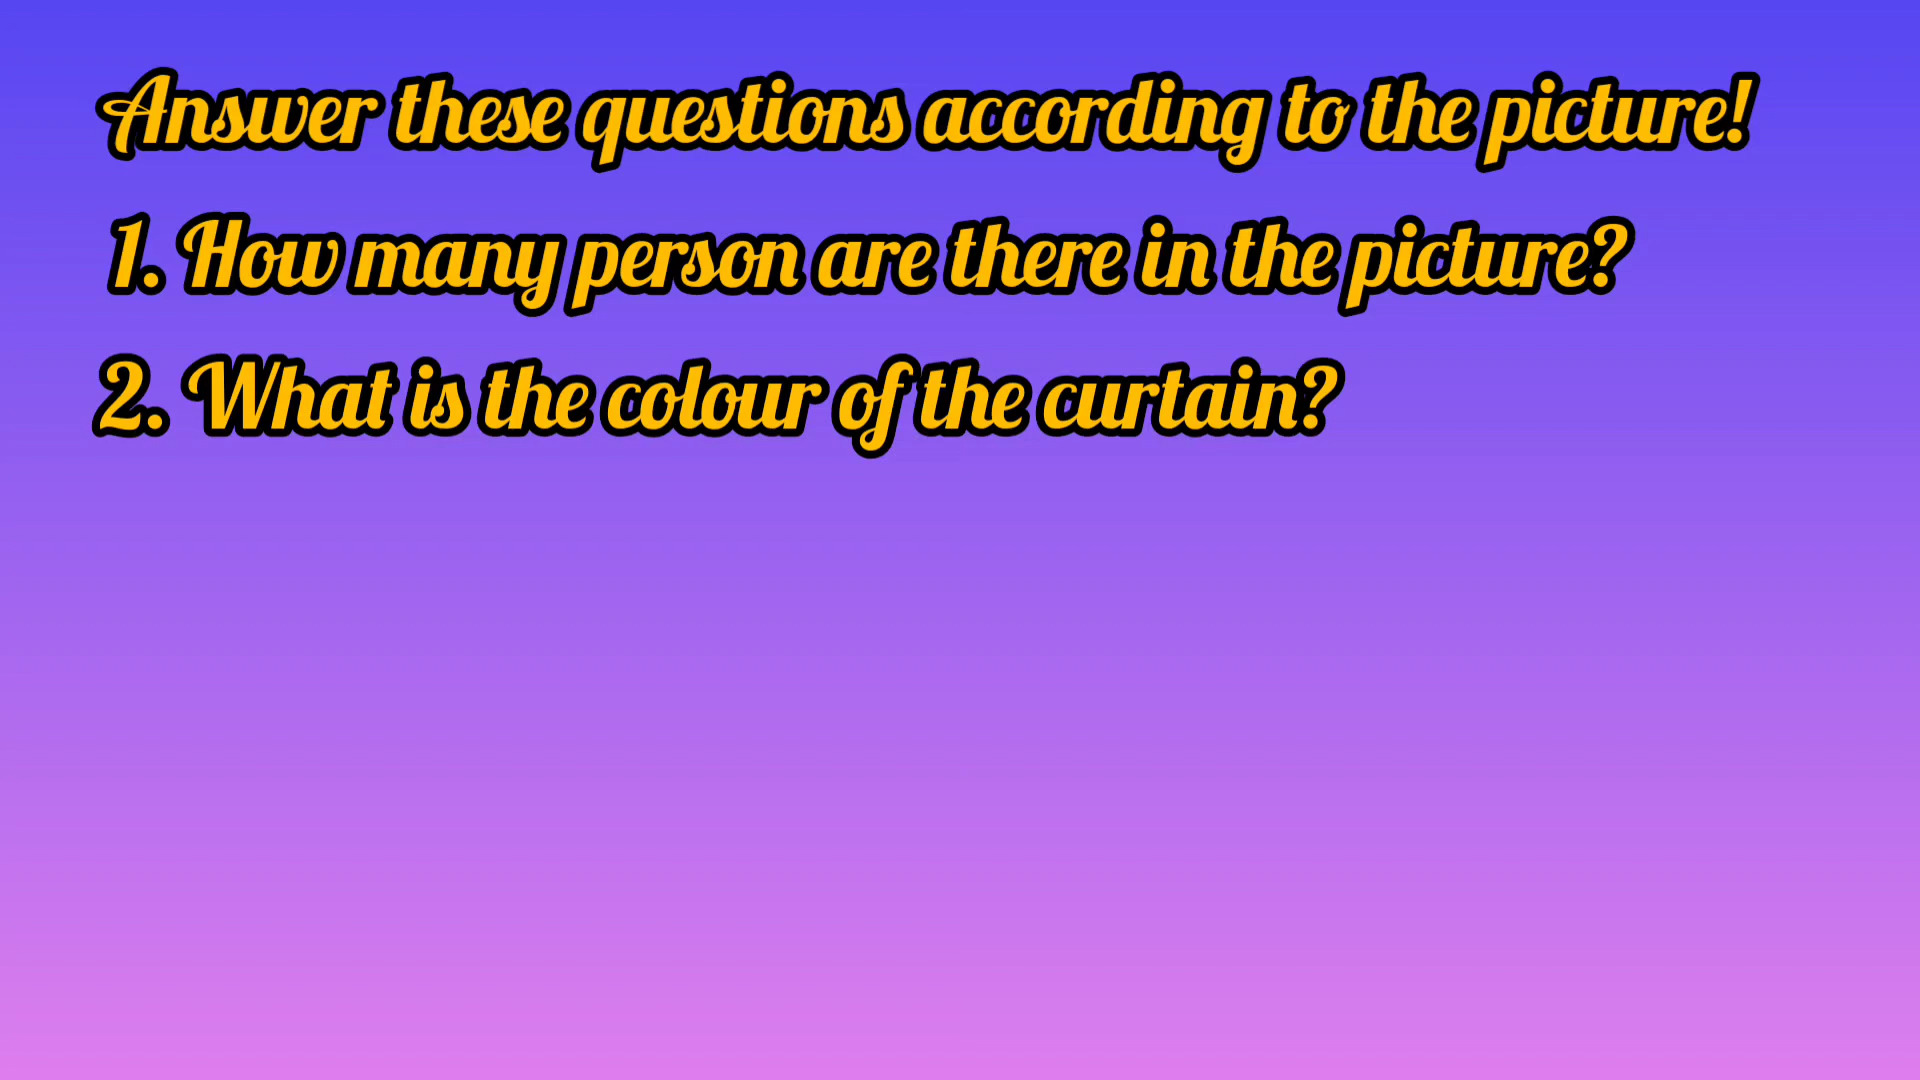 Answer these questions according to the picture!
1. How many person are there in the picture?
2. What is the colour of the curtain?